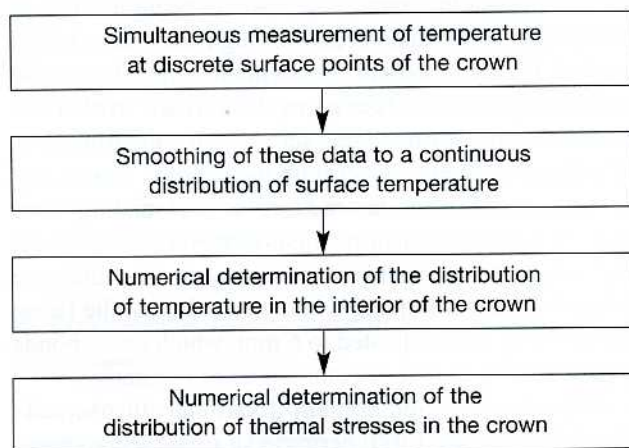 Simultaneous measurement of temperature
at discrete surface points of the crown
Smoothing of these data to a continuous
distribution of surface temperature
Numerical determination of the distribution
of temperature in the interior of the crown
Numerical determination of the
distribution of thermal stresses in the crown